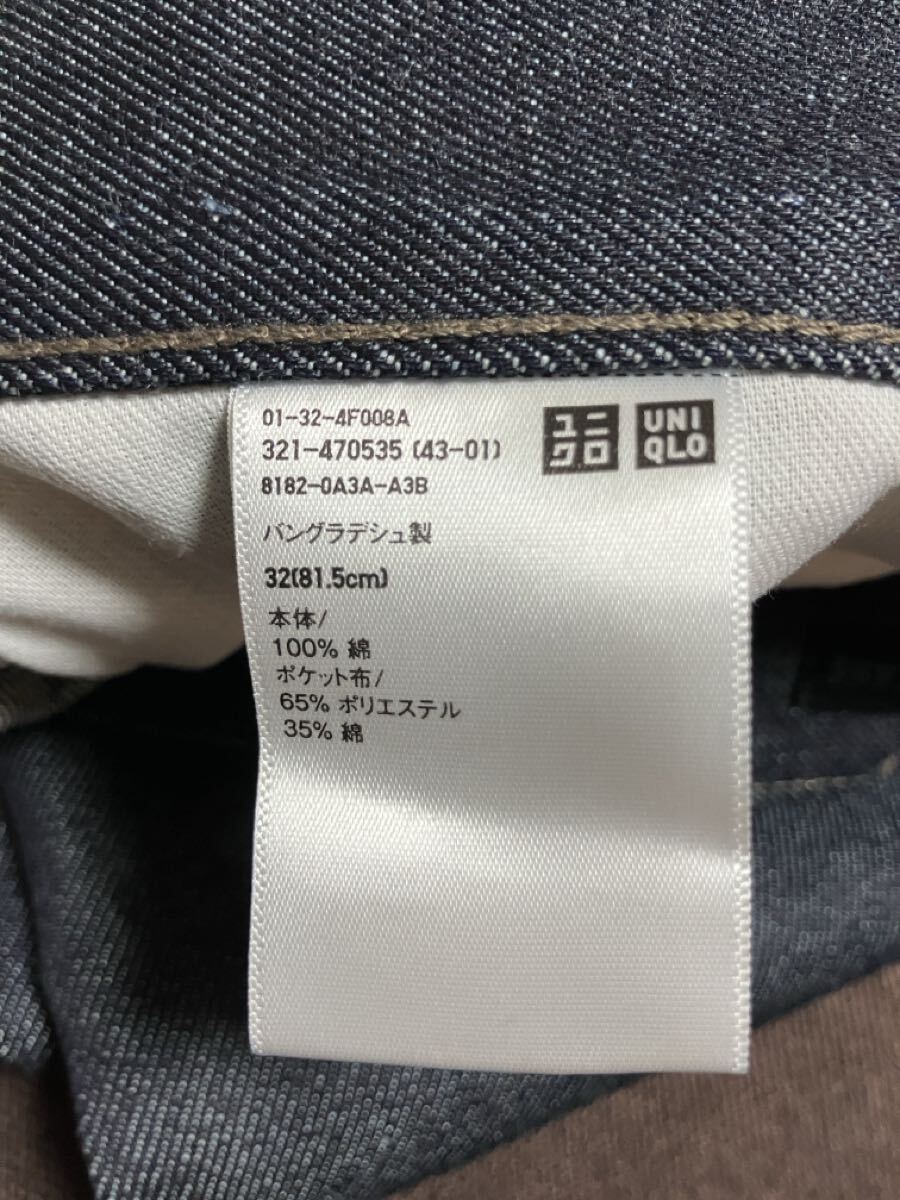 01-32-4F008A
321-470535 (43-01)
8182-0A3A-A3B
ユニ
クロ
UNI
QLO
バングラデシュ製
32(81.5cm)
本体/
100% 綿
ポケット布/
65% ポリエステル
35% 綿